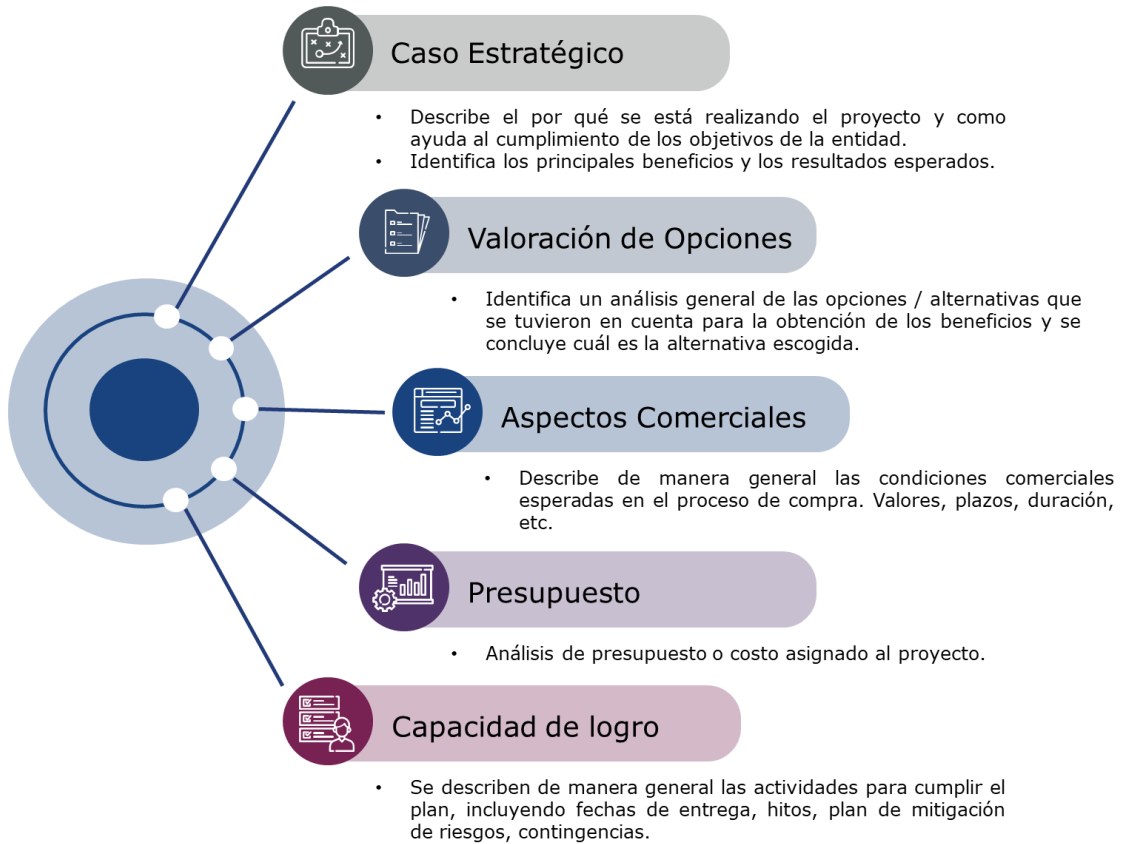 Caso Estratégico
• Describe el por qué se está realizando el proyecto y como
ayuda al cumplimiento de los objetivos de la entidad.
• Identifica los principales beneficios y los resultados esperados.
Valoración de Opciones
• Identifica un análisis general de las opciones / alternativas que
se tuvieron en cuenta para la obtención de los beneficios y se
concluye cuál es la alternativa escogida.
Aspectos Comerciales
• Describe de manera general las condiciones comerciales
esperadas en el proceso de compra. Valores, plazos, duración,
etc.
Presupuesto
• Análisis de presupuesto o costo asignado al proyecto.
Capacidad de logro
• Se describen de manera general las actividades para cumplir el
plan, incluyendo fechas de entrega, hitos, plan de mitigación
de riesgos, contingencias.